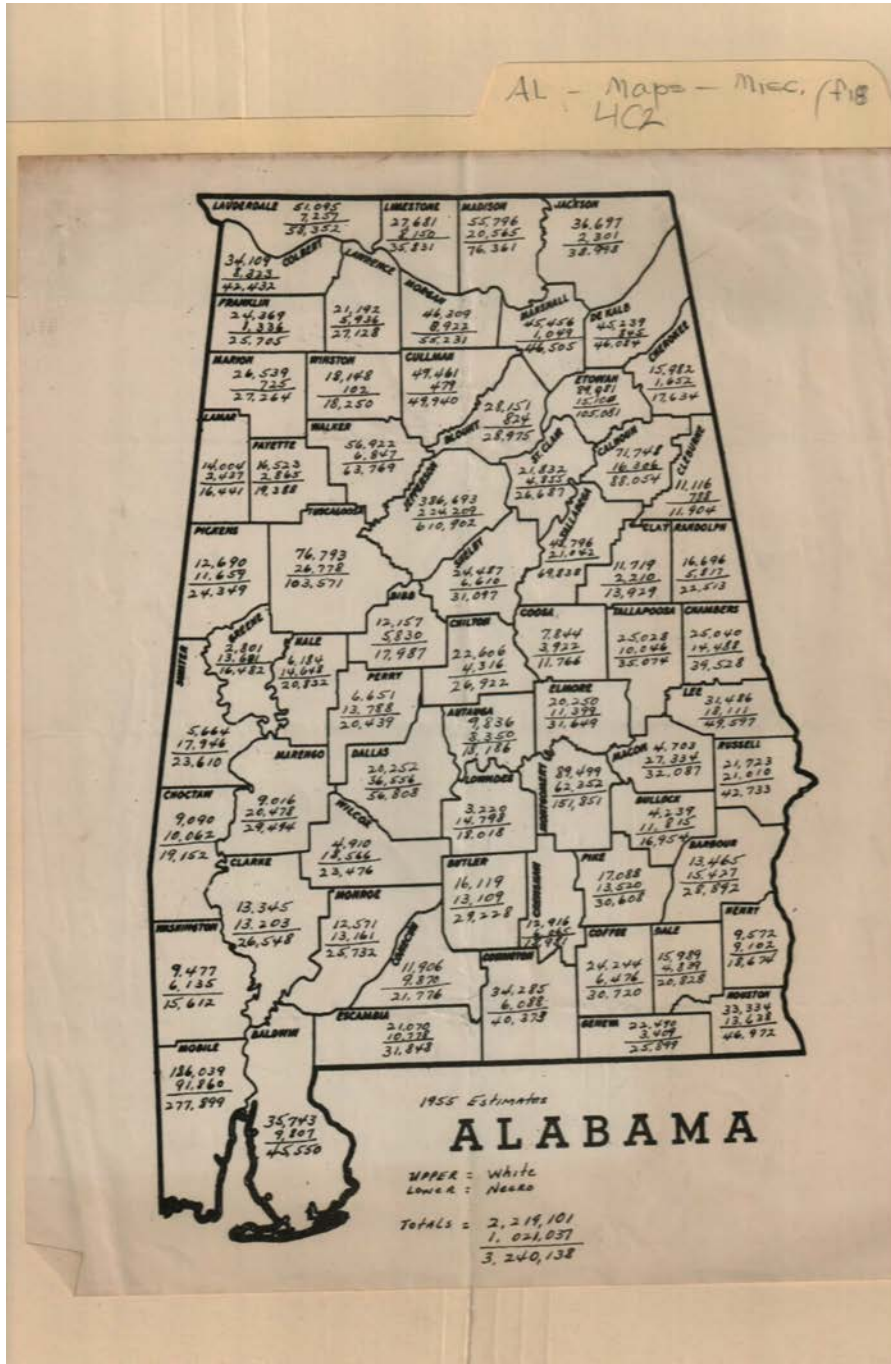 AL - Maps - Misc.
4C2
LAUDERDALE 51,095
7,257
58,352
LIMESTONE
27,681
8,150
35,831
MADISON
55,796
20,565
76,361
JACKSON
36,697
2,301
38,998
COLBERT
34,109
8,323
42,432
LAWRENCE
21,192
5,936
27,128
FRANKLIN
24,369
1,336
25,705
MORGAN
46,309
8,922
55,231
MARSHALL
45,456
1,049
46,505
DE KALB
45,239
845
46,084
CHEROKEE
15,982
1,652
17,634
MARION
26,539
725
27,264
WINSTON
18,148
102
18,250
CULLMAN
49,461
479
49,940
BLOUNT
28,151
824
28,975
ETOWAH
89,981
15,100
105,081
LAMAR
14,004
2,437
16,441
FAYETTE
16,523
2,865
19,388
WALKER
56,922
6,847
63,769
JEFFERSON
386,693
224,209
610,902
ST. CLAIR
21,832
4,855
26,687
CALHOUN
71,748
16,306
88,054
CLEBURNE
11,116
788
11,904
PICKENS
12,690
11,659
24,349
TUSCALOOSA
76,793
26,778
103,571
SHELBY
24,487
6,610
31,097
TALLADEGA
48,796
21,042
69,838
CLAY
11,719
2,210
13,929
RANDOLPH
16,696
5,817
22,513
BIBB
12,157
5,830
17,987
GREENE
2,801
13,681
16,482
HALE
6,184
14,648
20,832
PERRY
6,651
13,788
20,439
CHILTON
22,606
4,316
26,922
COOSA
7,844
3,922
11,766
TALLAPOOSA
25,028
10,046
35,074
CHAMBERS
25,040
14,488
39,528
SUMTER
5,664
17,946
23,610
MARENGO
9,016
20,478
29,494
DALLAS
20,252
36,556
56,808
AUTAUGA
9,836
8,350
18,186
ELMORE
20,250
11,399
31,649
LEE
31,486
18,111
49,597
MACON 4,703
27,334
32,087
RUSSELL
21,723
21,010
42,733
CHOCTAW
9,090
10,062
19,152
WILCOX
4,910
18,566
23,476
LOWNDES
3,220
14,798
18,018
MONTGOMERY
89,499
62,352
151,851
BULLOCK
4,239
16,954
CLARKE
13,345
13,203
26,548
MONROE
12,571
13,161
25,732
BUTLER
16,119
13,109
29,228
CRENSHAW
12,916
PIKE
17,088
13,520
30,608
BARBOUR
13,465
15,427
28,892
WASHINGTON
9,477
6,135
15,612
CONECUH
11,906
9,870
21,776
COVINGTON
34,285
6,088
40,373
COFFEE
24,244
6,476
30,720
DALE
15,989
4,839
20,828
HENRY
9,572
9,102
18,674
ESCAMBIA
21,070
10,778
31,848
GENEVA 22,490
3,409
25,899
HOUSTON
33,334
13,638
46,972
MOBILE
186,039
91,860
277,899
BALDWIN
35,743
9,807
45,550
1955 Estimates
ALABAMA
UPPER = White
Lower = Negro
Totals = 2,219,101
1,021,037
3,240,138